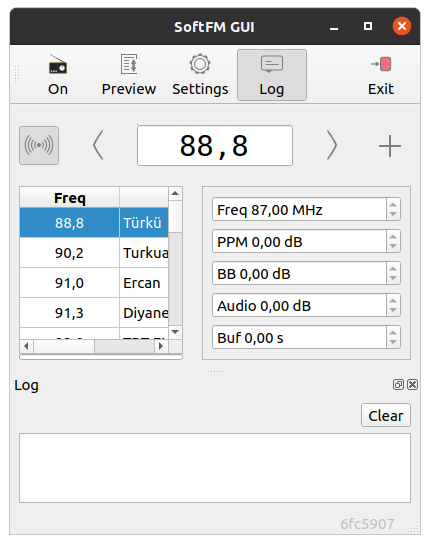 SoftFM GUI
On Preview Settings Log Exit
88,8
Freq
88,8 Türkü
90,2 Turkua
91,0 Ercan
91,3 Diyane
Freq 87,00 MHz
PPM 0,00 dB
BB 0,00 dB
Audio 0,00 dB
Buf 0,00 s
Log
Clear
6fc5907